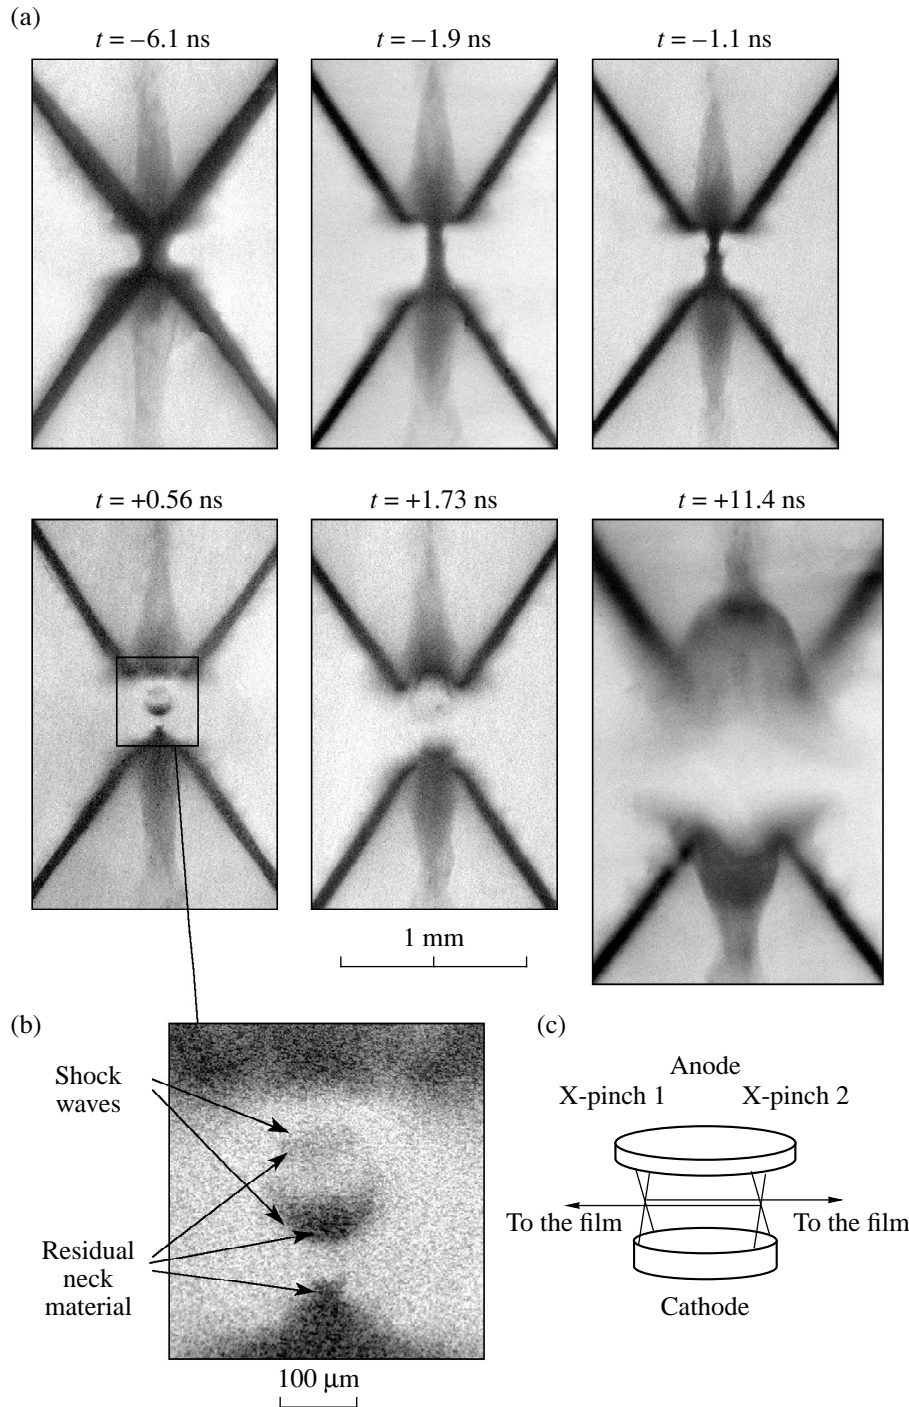 (a)
t = –6.1 ns
t = –1.9 ns
t = –1.1 ns
t = +0.56 ns
t = +1.73 ns
t = +11.4 ns
1 mm
(b)
Shock
waves
Residual
neck
material
100 µm
(c)
Anode
X-pinch 1
X-pinch 2
To the film
To the film
Cathode